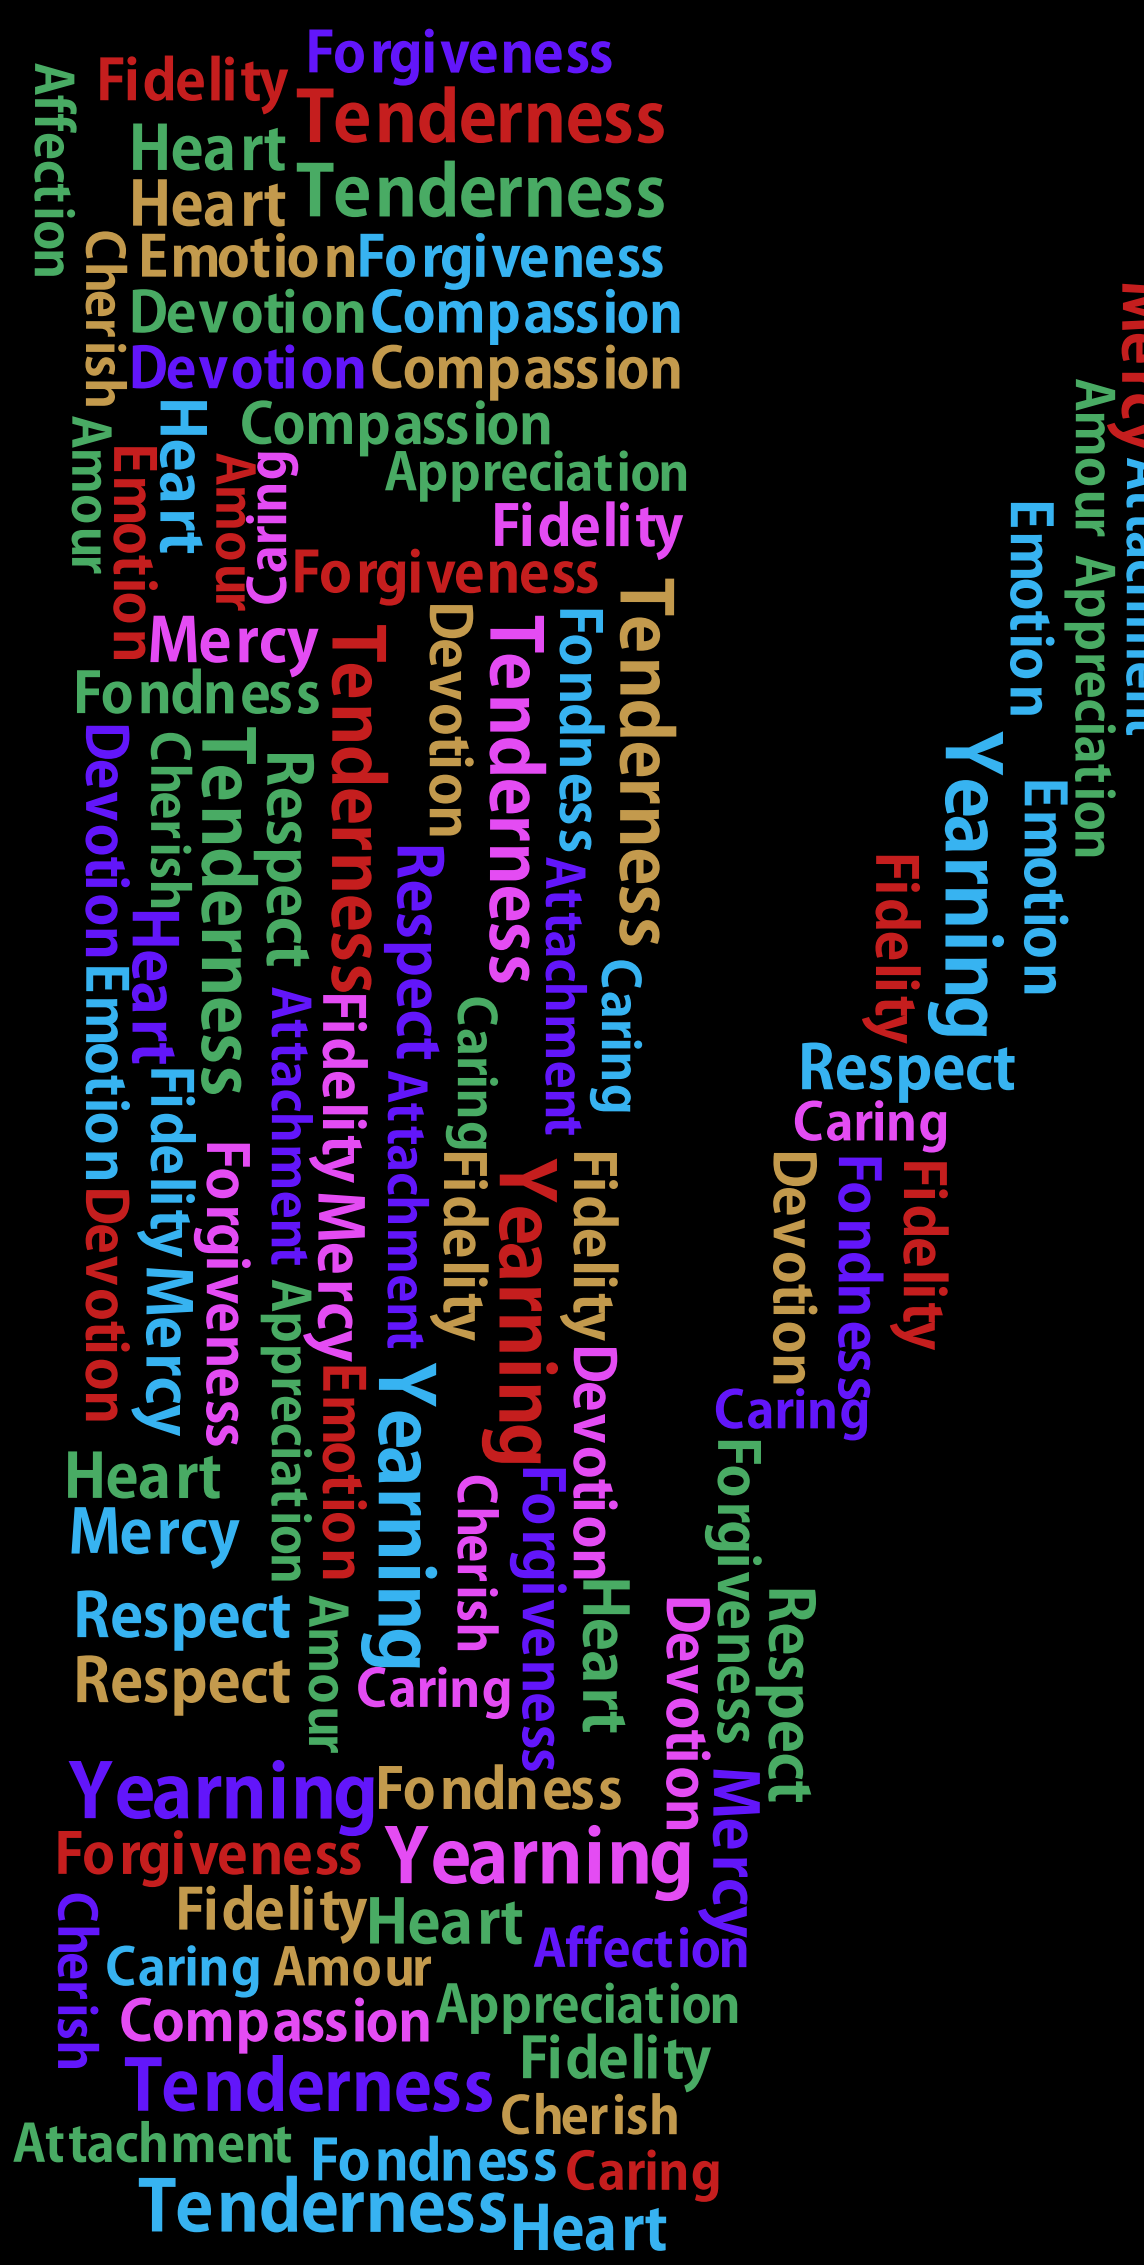 Forgiveness
Fidelity
Affection
Tenderness
Heart
Tenderness
Heart
Emotion Forgiveness
Cherish
Devotion Compassion
Mercy
Devotion Compassion
Amour
Heart
Compassion
Amour
Emotion
Amour
Caring
Appreciation
Attachment
Fidelity
Emotion
Forgiveness
Appreciation
Tenderness
Devotion
Fondness
Tenderness
Mercy
Tenderness
Fondness
Devotion
Cherish
Tenderness
Respect
Yearning
Emotion
Respect
Fidelity
Attachment
Heart
Caring
Emotion
Attachment
Fidelity
Caring
Respect
Fidelity
Attachment
Caring
Forgiveness
Fidelity
Yearning
Fidelity
Devotion
Fondness
Fidelity
Devotion
Mercy
Mercy
Appreciation
Devotion
Emotion
Yearning
Caring
Forgiveness
Heart
Cherish
Forgiveness
Mercy
Heart
Respect
Respect
Amour
Devotion
Respect
Caring
Yearning Fondness
Mercy
Forgiveness
Yearning
Fidelity
Heart
Cherish
Affection
Caring Amour
Appreciation
Compassion
Fidelity
Tenderness
Cherish
Attachment
Fondness
Caring
Tenderness
Heart